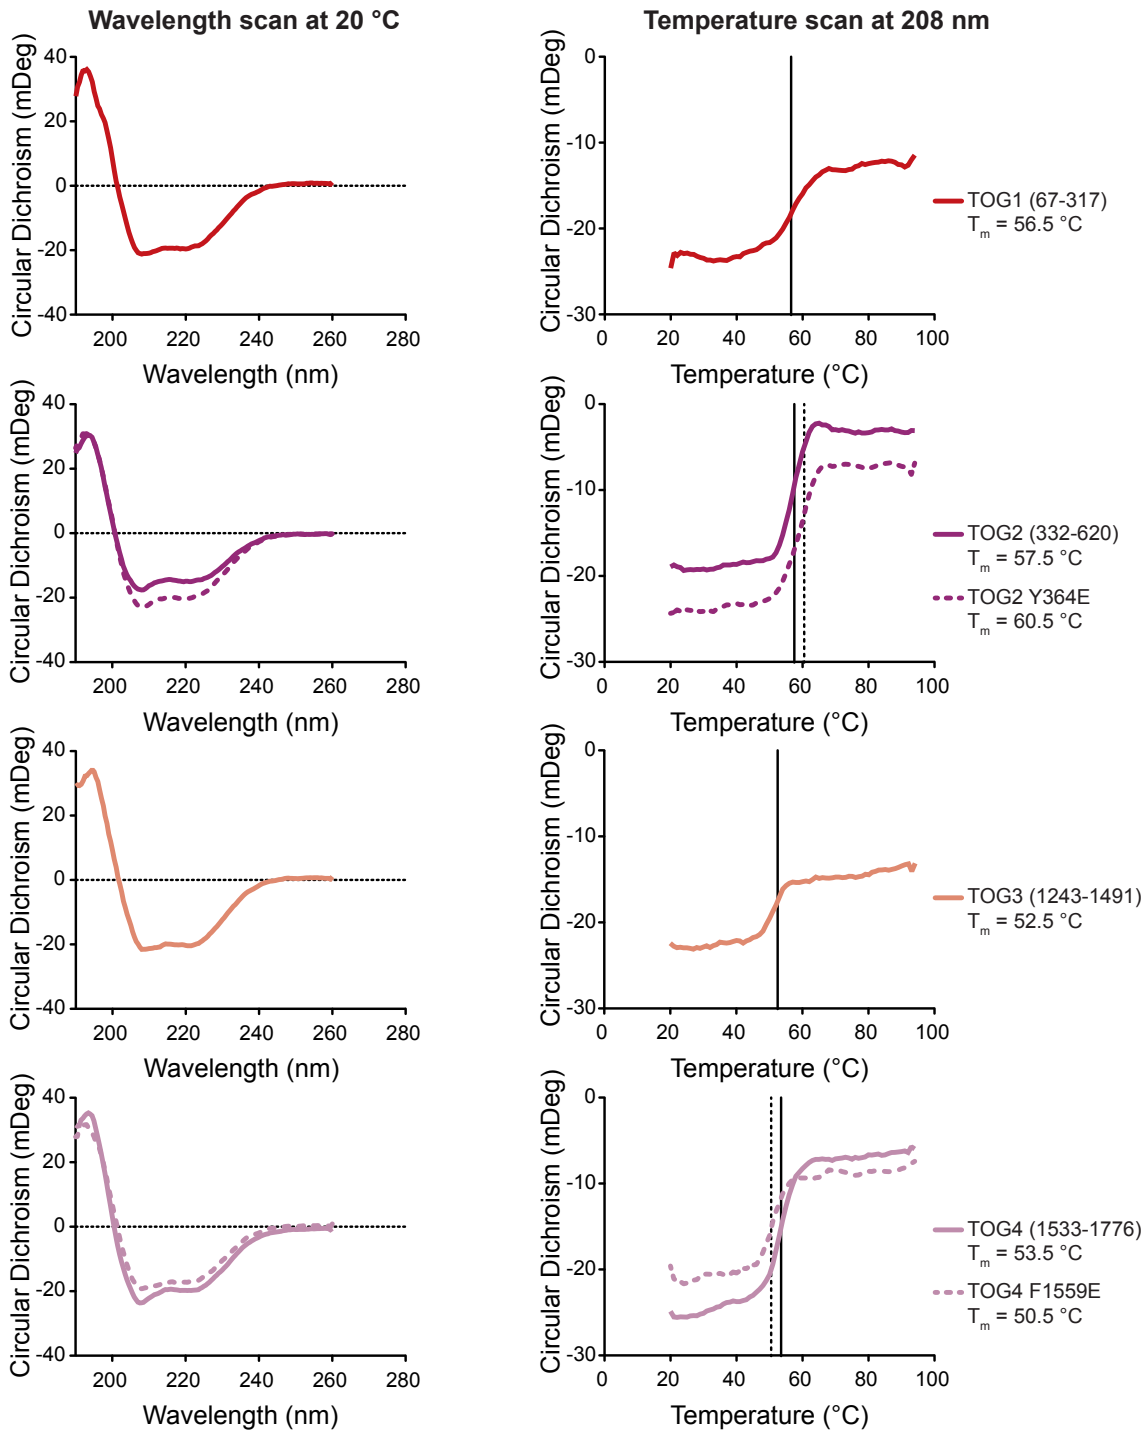 Wavelength scan at 20 °C
Temperature scan at 208 nm
Circular Dichroism (mDeg)
40
20
0
-20
-40
200 220 240 260 280
Wavelength (nm)
Circular Dichroism (mDeg)
0
-10
-20
-30
0 20 40 60 80 100
Temperature (°C)
TOG1 (67-317)
Tm = 56.5 °C
Circular Dichroism (mDeg)
40
20
0
-20
-40
200 220 240 260 280
Wavelength (nm)
Circular Dichroism (mDeg)
0
-10
-20
-30
0 20 40 60 80 100
Temperature (°C)
TOG2 (332-620)
Tm = 57.5 °C
TOG2 Y364E
Tm = 60.5 °C
Circular Dichroism (mDeg)
40
20
0
-20
-40
200 220 240 260 280
Wavelength (nm)
Circular Dichroism (mDeg)
0
-10
-20
-30
0 20 40 60 80 100
Temperature (°C)
TOG3 (1243-1491)
Tm = 52.5 °C
Circular Dichroism (mDeg)
40
20
0
-20
-40
200 220 240 260 280
Wavelength (nm)
Circular Dichroism (mDeg)
0
-10
-20
-30
0 20 40 60 80 100
Temperature (°C)
TOG4 (1533-1776)
Tm = 53.5 °C
TOG4 F1559E
Tm = 50.5 °C